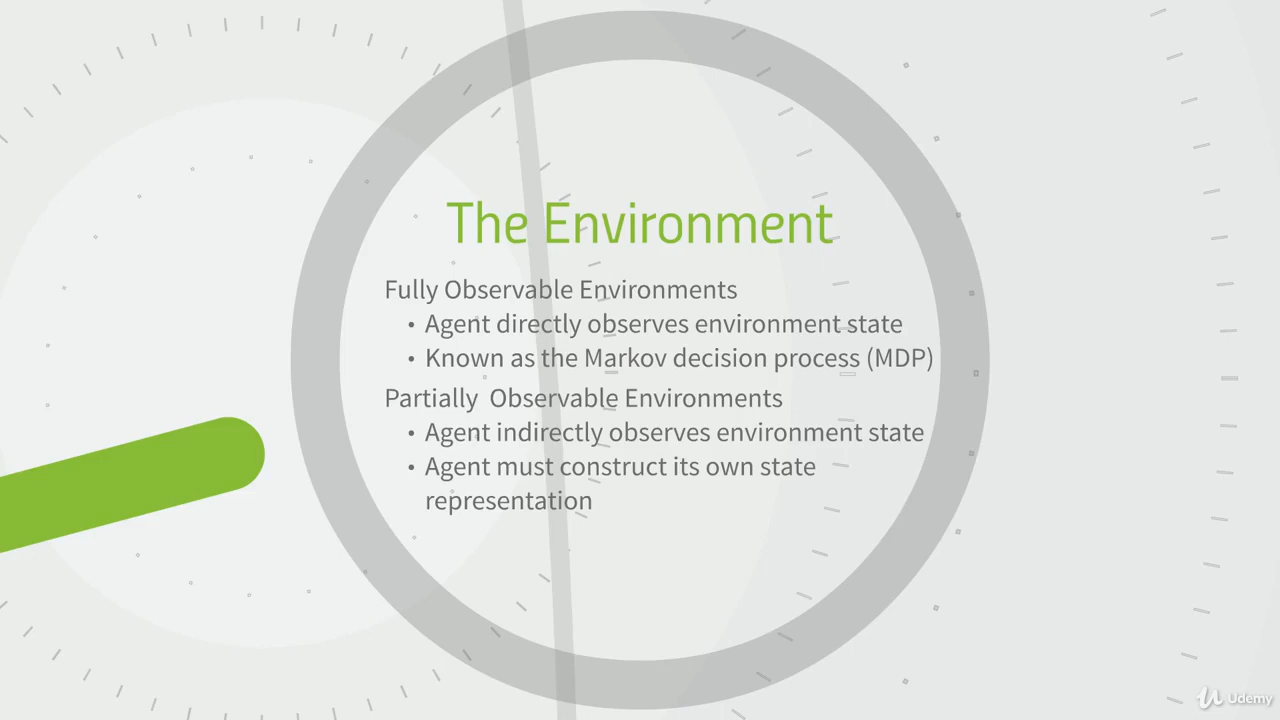 The Environment
Fully Observable Environments
• Agent directly observes environment state
• Known as the Markov decision process (MDP)
Partially  Observable Environments
• Agent indirectly observes environment state
• Agent must construct its own state
representation
Udemy